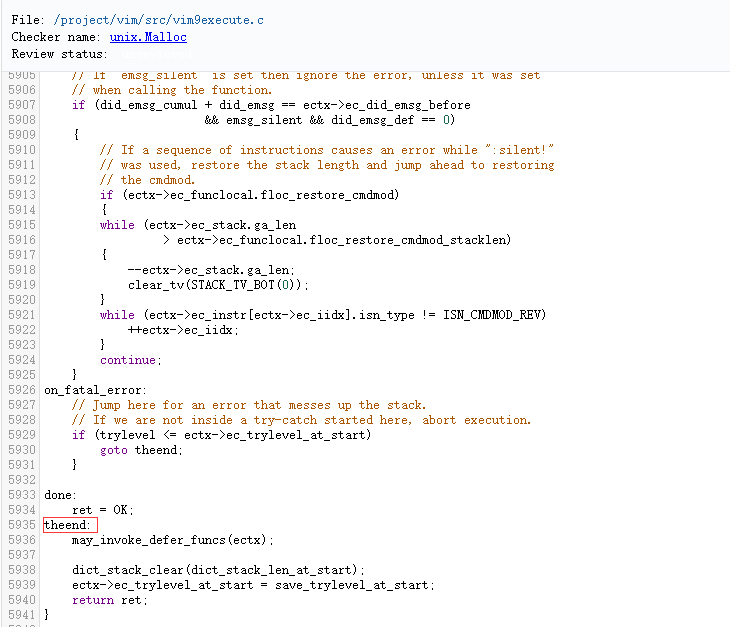 File: /project/vim/src/vim9execute.c
Checker name: unix.Malloc
Review status:
5905 // If emsg_silent is set then ignore the error, unless it was set
5906 // when calling the function.
5907 if (did_emsg_cumul + did_emsg == ectx->ec_did_emsg_before
5908 && emsg_silent && did_emsg_def == 0)
5909 {
5910 // If a sequence of instructions causes an error while ":silent!"
5911 // was used, restore the stack length and jump ahead to restoring
5912 // the cmdmod.
5913 if (ectx->ec_funclocal.floc_restore_cmdmod)
5914 {
5915 while (ectx->ec_stack.ga_len
5916 > ectx->ec_funclocal.floc_restore_cmdmod_stacklen)
5917 {
5918 --ectx->ec_stack.ga_len;
5919 clear_tv(STACK_TV_BOT(0));
5920 }
5921 while (ectx->ec_instr[ectx->ec_iidx].isn_type != ISN_CMDMOD_REV)
5922 ++ectx->ec_iidx;
5923 }
5924 continue;
5925 }
5926 on_fatal_error:
5927 // Jump here for an error that messes up the stack.
5928 // If we are not inside a try-catch started here, abort execution.
5929 if (trylevel <= ectx->ec_trylevel_at_start)
5930 goto theend;
5931 }
5932
5933 done:
5934 ret = OK;
5935 theend:
5936 may_invoke_defer_funcs(ectx);
5937
5938 dict_stack_clear(dict_stack_len_at_start);
5939 ectx->ec_trylevel_at_start = save_trylevel_at_start;
5940 return ret;
5941 }